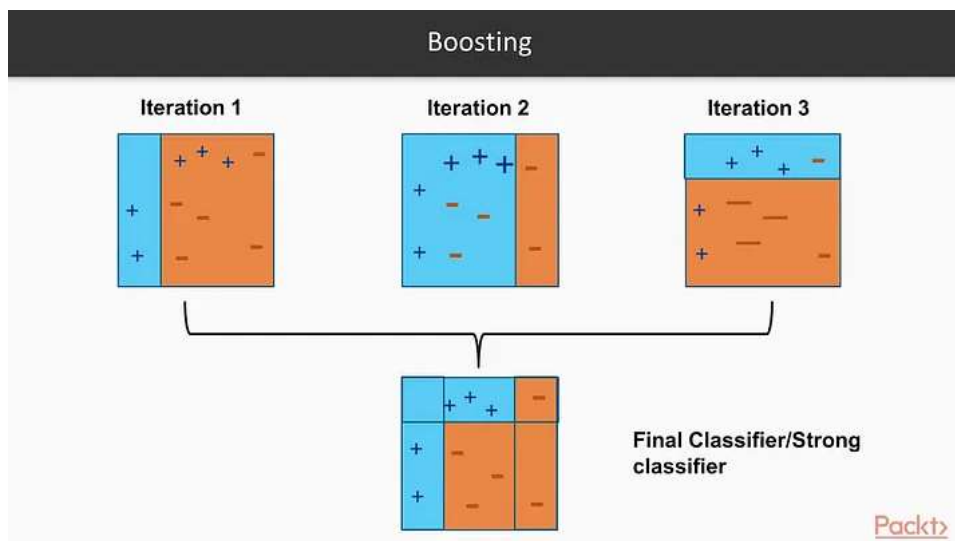 Boosting
Iteration 1
Iteration 2
Iteration 3
Final Classifier/Strong
classifier
Packt>